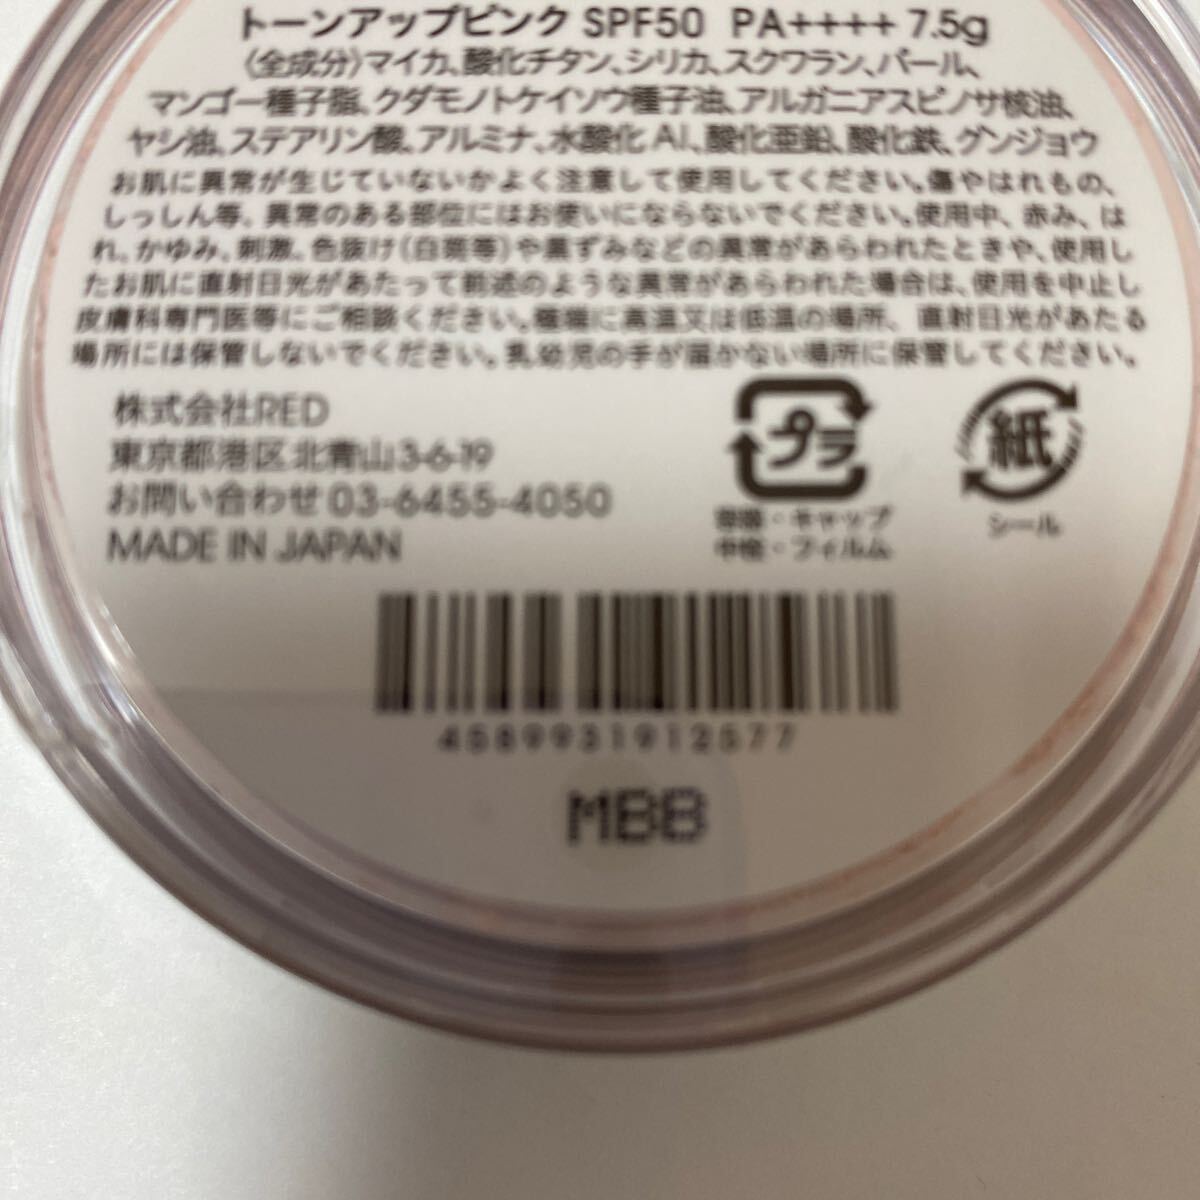 トーンアップピンク SPF50 PA++++ 7.5g
〈全成分〉マイカ、酸化チタン、シリカ、スクワラン、パール、
マンゴー種子脂、クダモノトケイソウ種子油、アルガニアスピノサ核油、
ヤシ油、ステアリン酸、アルミナ、水酸化Al、酸化亜鉛、酸化鉄、グンジョウ
お肌に異常が生じていないかよく注意して使用してください。傷やはれもの、
しっしん等、異常のある部位にはお使いにならないでください。使用中、赤み、は
れ、かゆみ、刺激、色抜け（白斑等）や黒ずみなどの異常があらわれたときや、使用し
たお肌に直射日光があたって前述のような異常があらわれた場合は、使用を中止し
皮膚科専門医等にご相談ください。極端に高温又は低温の場所、直射日光があたる
場所には保管しないでください。乳幼児の手が届かない場所に保管してください。
株式会社RED
東京都港区北青山3-6-19
お問い合わせ 03-6455-4050
MADE IN JAPAN
プラ
容器・キャップ
中栓・フィルム
紙
シール
4589931912577
MBB